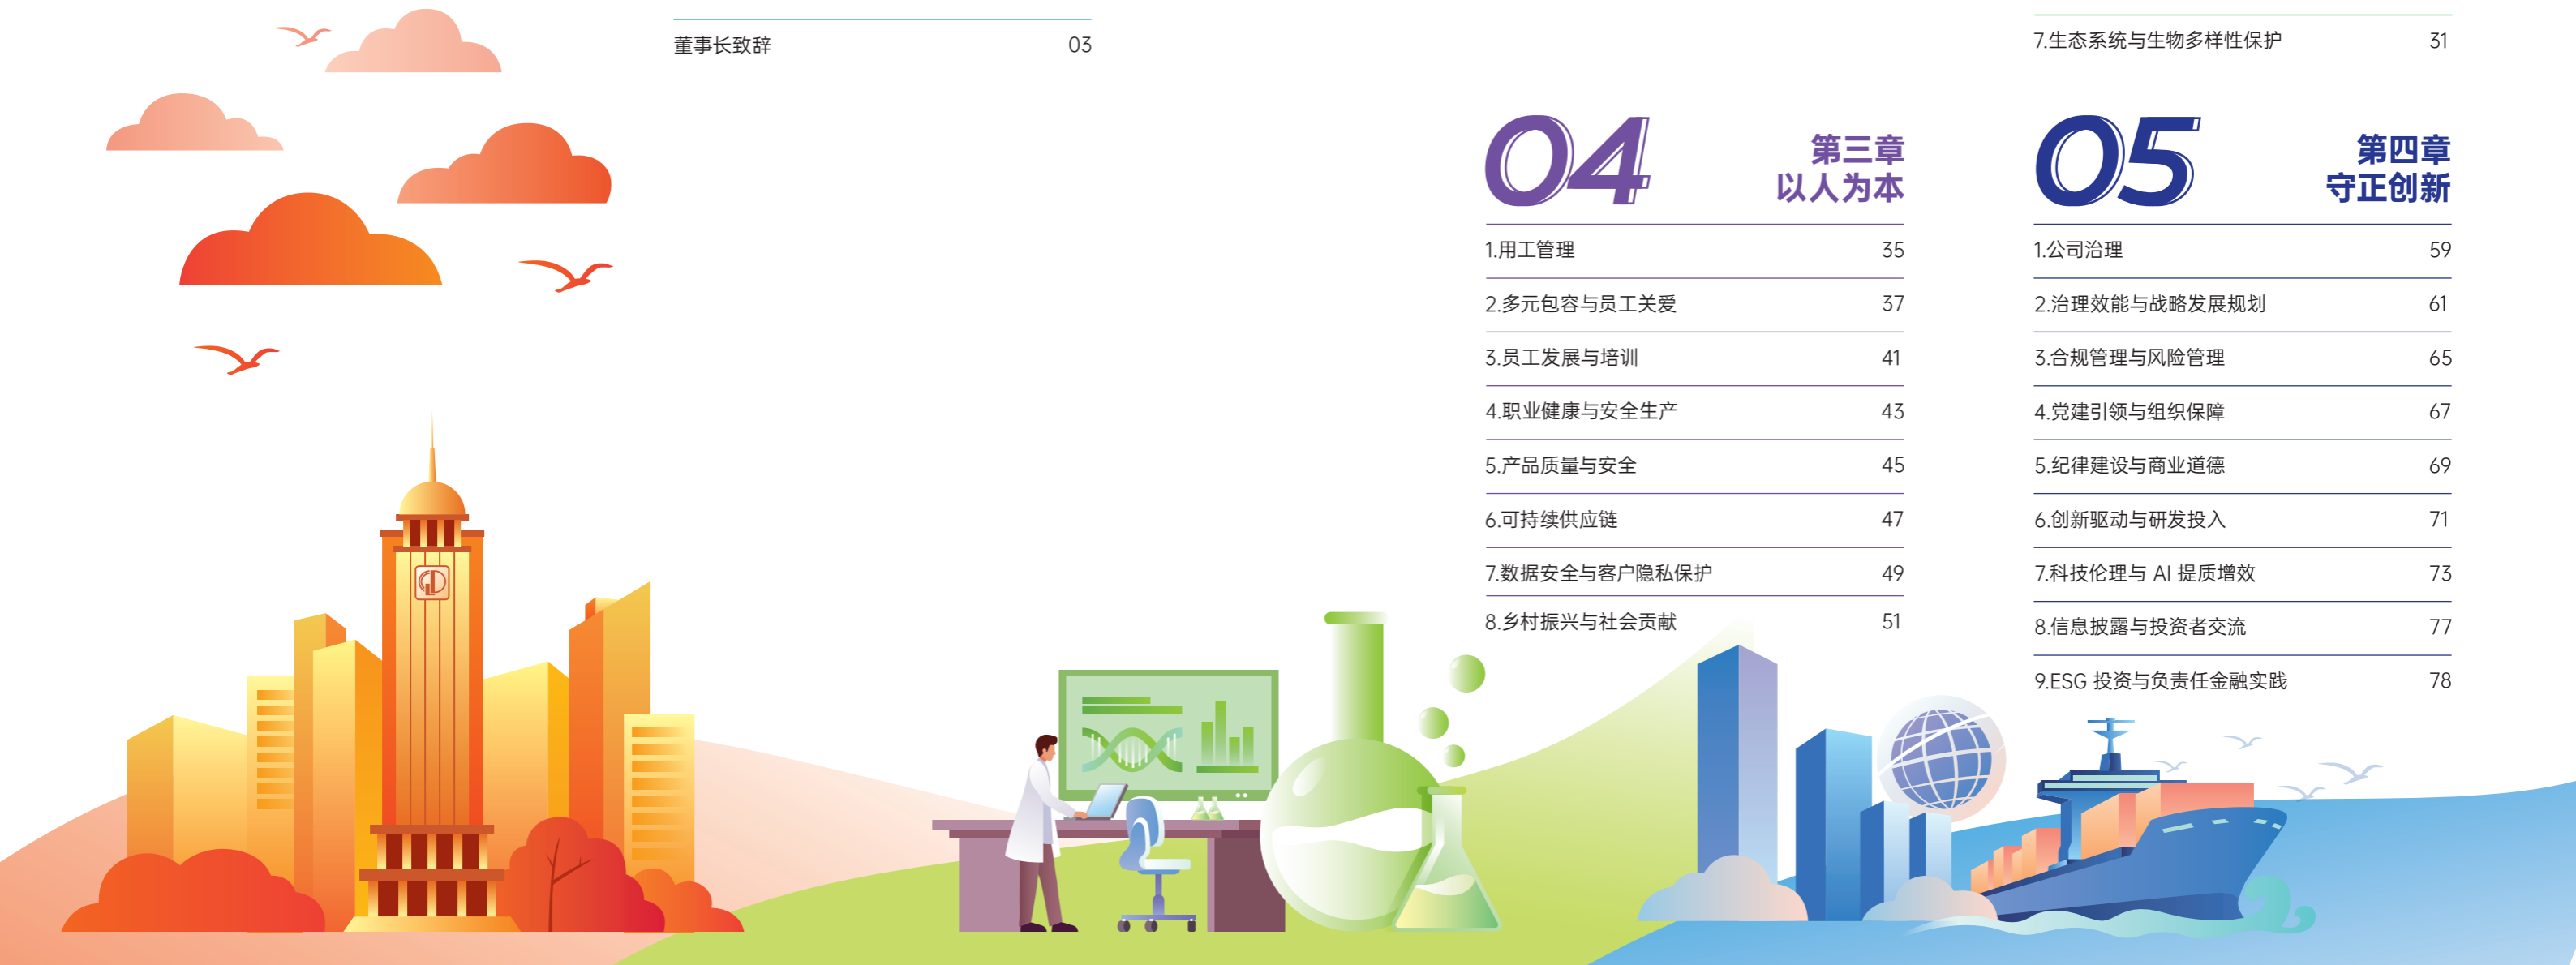 董事长致辞 03
7.生态系统与生物多样性保护 31
04
第三章
以人为本
1.用工管理 35
2.多元包容与员工关爱 37
3.员工发展与培训 41
4.职业健康与安全生产 43
5.产品质量与安全 45
6.可持续供应链 47
7.数据安全与客户隐私保护 49
8.乡村振兴与社会贡献 51
05
第四章
守正创新
1.公司治理 59
2.治理效能与战略发展规划 61
3.合规管理与风险管理 65
4.党建引领与组织保障 67
5.纪律建设与商业道德 69
6.创新驱动与研发投入 71
7.科技伦理与 AI 提质增效 73
8.信息披露与投资者交流 77
9.ESG 投资与负责任金融实践 78